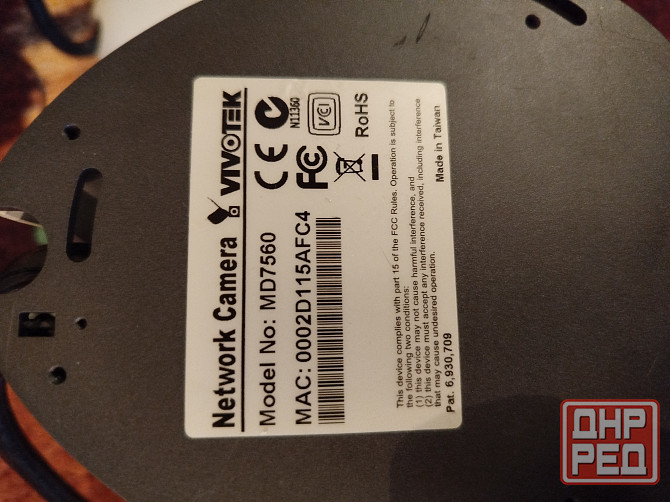 Network Camera VIVOTEK
Model No: MD7560
MAC: 0002D115AFC4
CE
N11360
FC
VCI
RoHS
This device complies with part 15 of the FCC Rules. Operation is subject to
the following two conditions:
(1) this device may not cause harmful interference, and
(2) this device must accept any interference received, including interference
that may cause undesired operation.
Pat. 6,930,709
Made in Taiwan
ДНР
РЕД